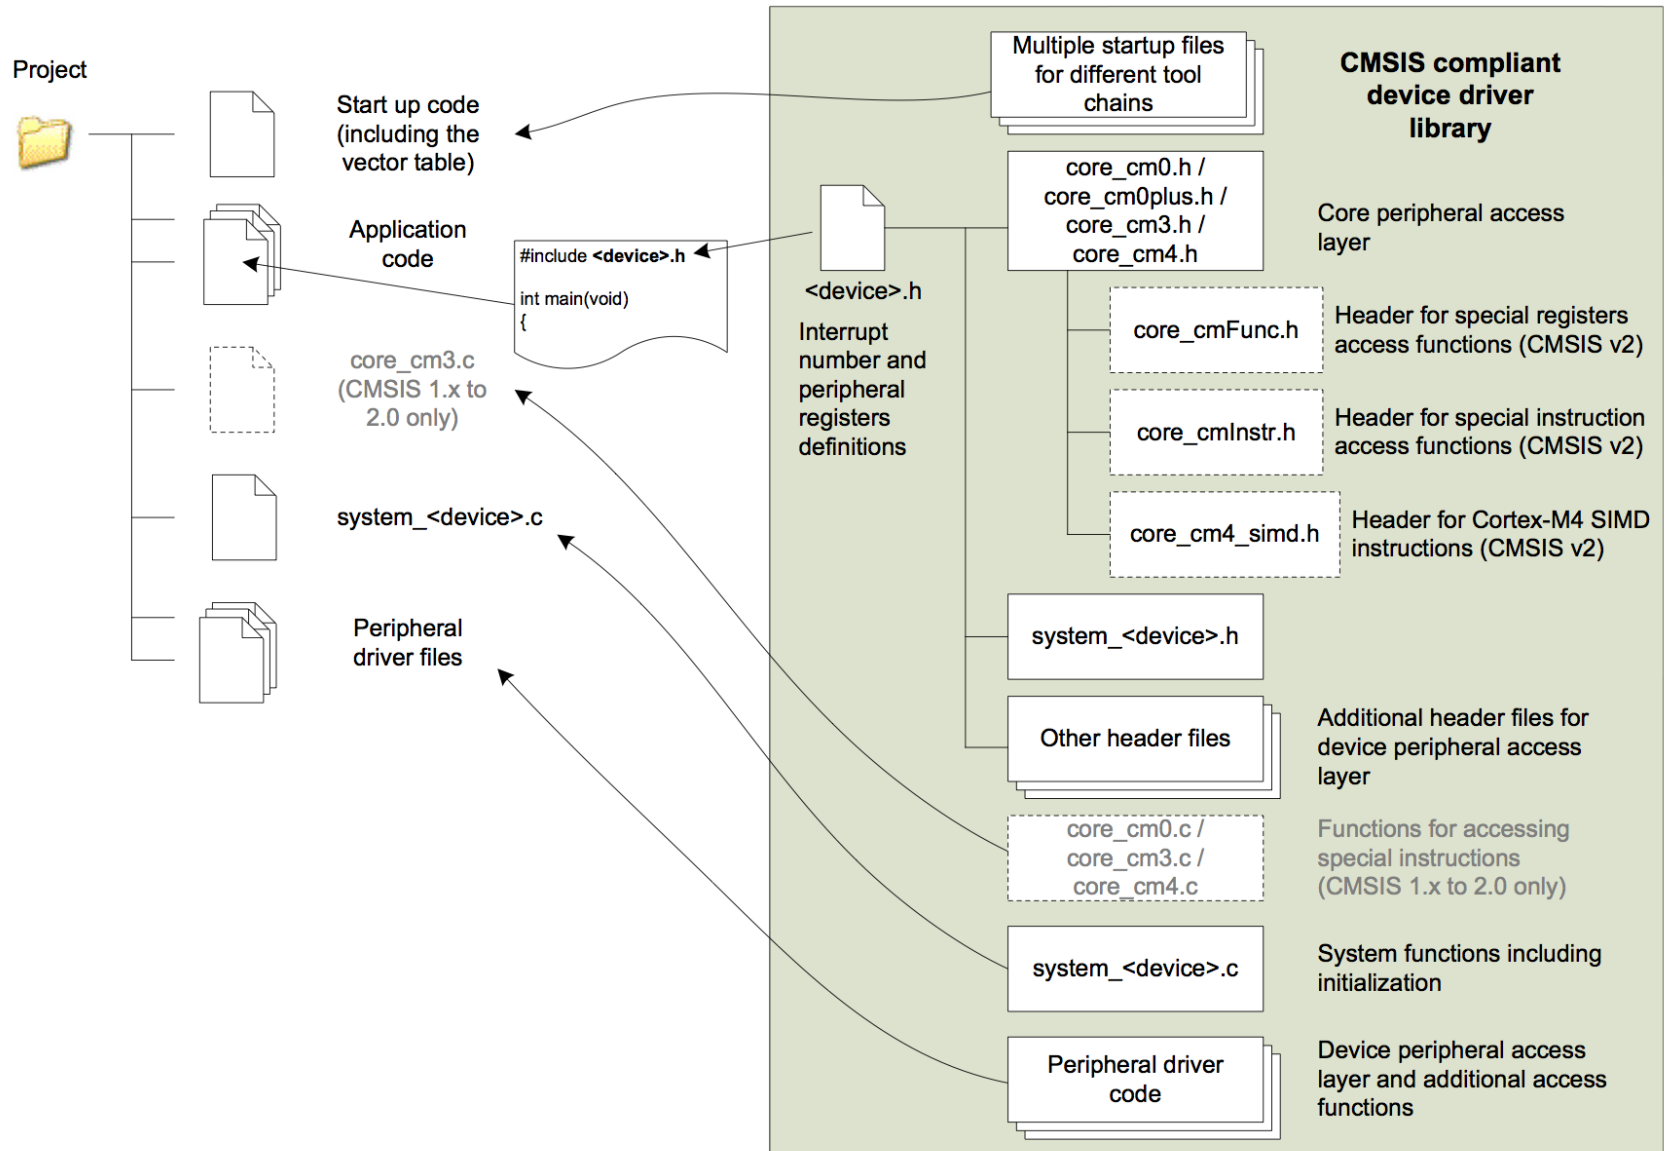 Project
Start up code
(including the
vector table)
Application
code
#include <device>.h
int main(void)
{
core_cm3.c
(CMSIS 1.x to
2.0 only)
system_<device>.c
Peripheral
driver files
CMSIS compliant
device driver
library
Multiple startup files
for different tool
chains
<device>.h
Interrupt
number and
peripheral
registers
definitions
core_cm0.h /
core_cm0plus.h /
core_cm3.h /
core_cm4.h
Core peripheral access
layer
core_cmFunc.h
Header for special registers
access functions (CMSIS v2)
core_cmInstr.h
Header for special instruction
access functions (CMSIS v2)
core_cm4_simd.h
Header for Cortex-M4 SIMD
instructions (CMSIS v2)
system_<device>.h
Other header files
Additional header files for
device peripheral access
layer
core_cm0.c /
core_cm3.c /
core_cm4.c
Functions for accessing
special instructions
(CMSIS 1.x to 2.0 only)
system_<device>.c
System functions including
initialization
Peripheral driver
code
Device peripheral access
layer and additional access
functions